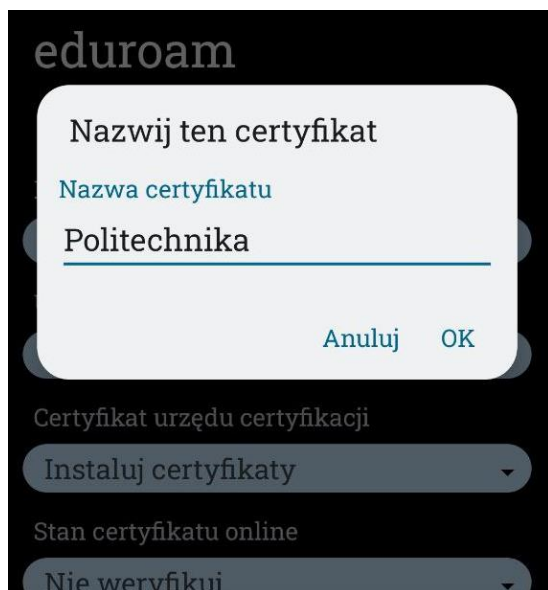 eduroam
Nazwij ten certyfikat
Nazwa certyfikatu
Politechnika
Anuluj OK
Certyfikat urzędu certyfikacji
Instaluj certyfikaty
Stan certyfikatu online
Nie weryfikuj